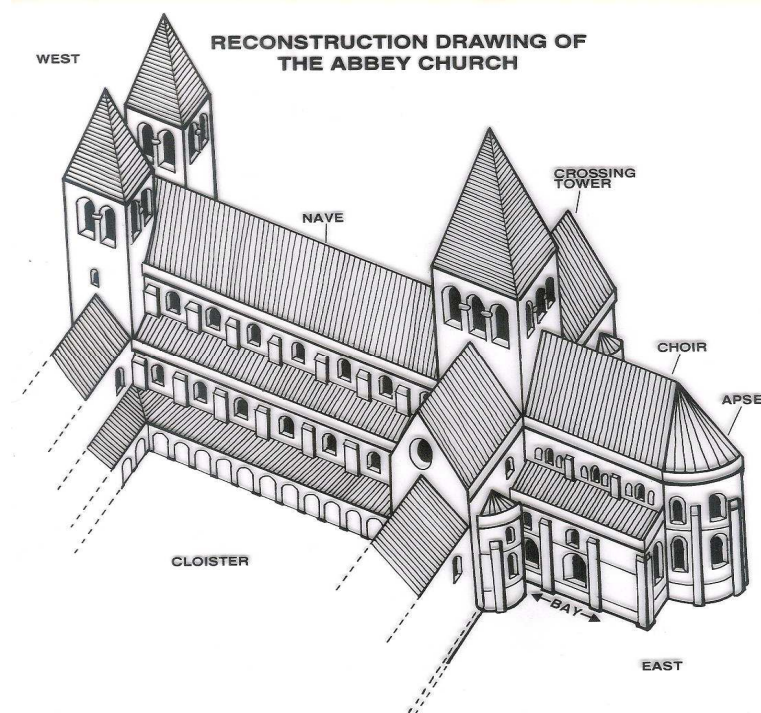 RECONSTRUCTION DRAWING OF
THE ABBEY CHURCH
WEST
CROSSING
TOWER
NAVE
CHOIR
APSE
CLOISTER
BAY
EAST